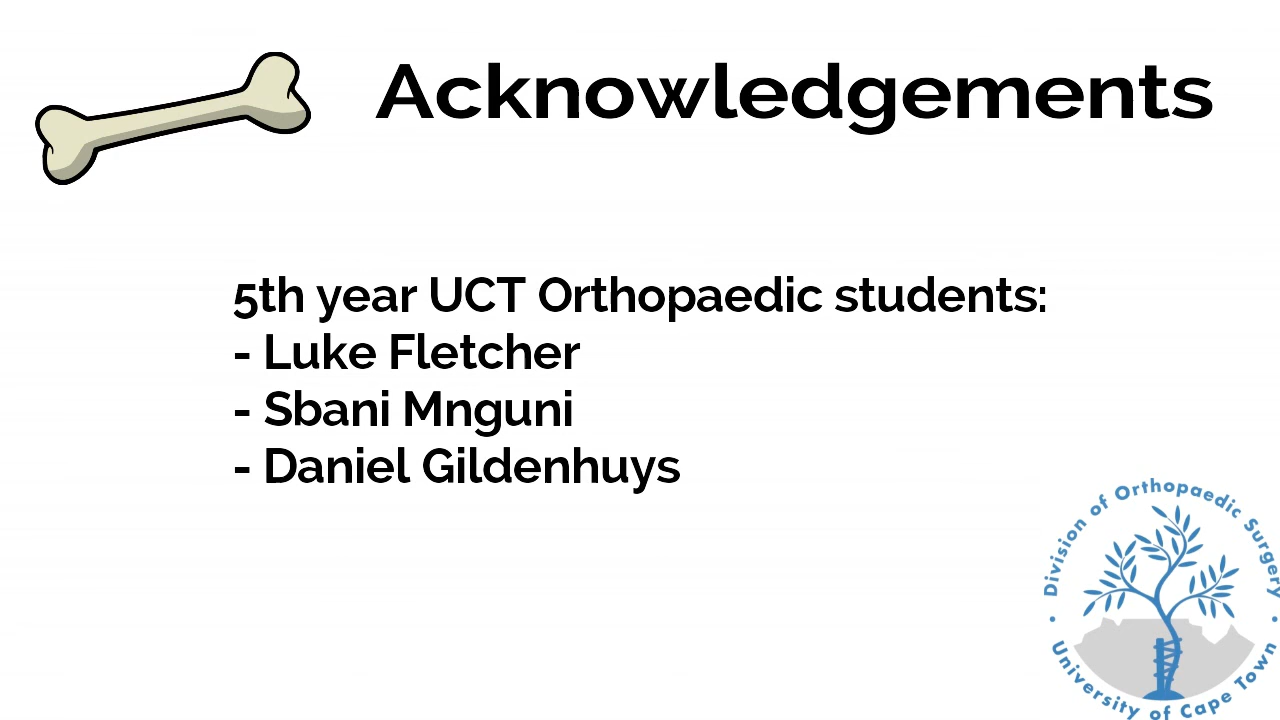 Acknowledgements
5th year UCT Orthopaedic students:
- Luke Fletcher
- Sbani Mnguni
- Daniel Gildenhuys
Division of Orthopaedic Surgery
University of Cape Town